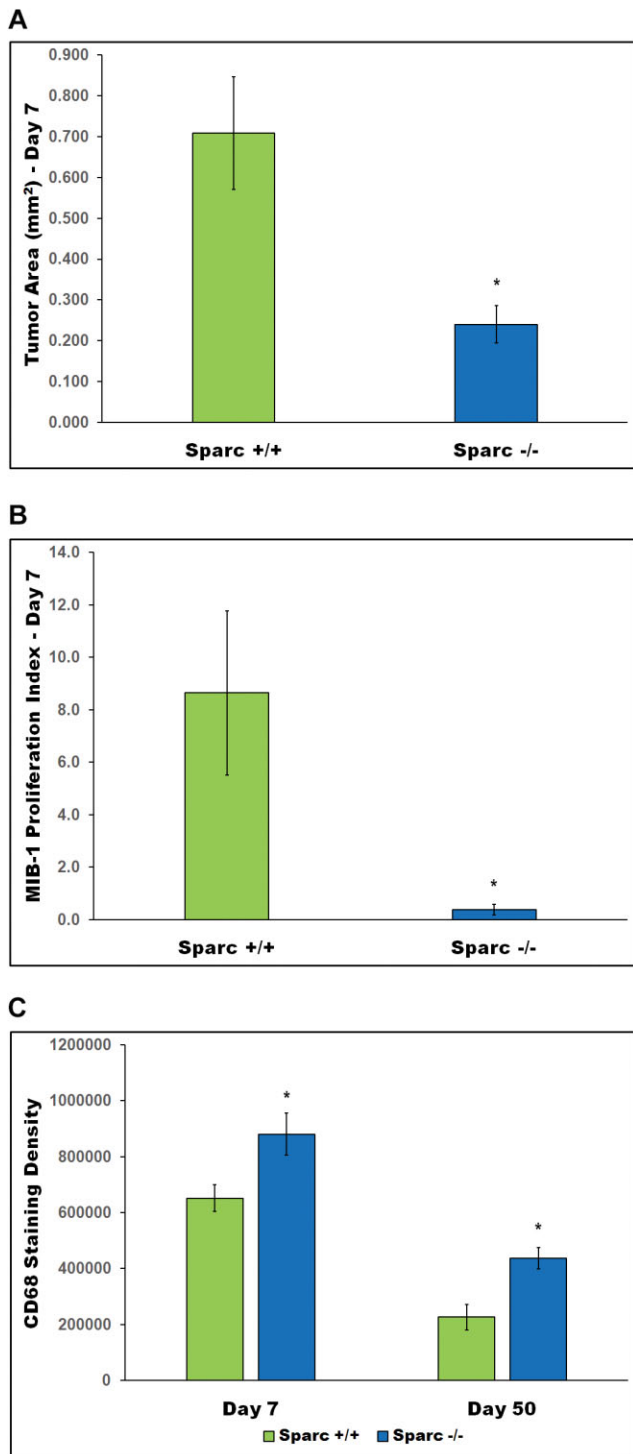 A
Tumor Area (mm²) - Day 7
0.900
0.800
0.700
0.600
0.500
0.400
0.300
0.200
0.100
0.000
*
Sparc +/+ Sparc -/-
B
MIB-1 Proliferation Index - Day 7
14.0
12.0
10.0
8.0
6.0
4.0
2.0
0.0
*
Sparc +/+ Sparc -/-
C
CD68 Staining Density
1200000
1000000
800000
600000
400000
200000
0
*
*
Day 7 Day 50
Sparc +/+ Sparc -/-